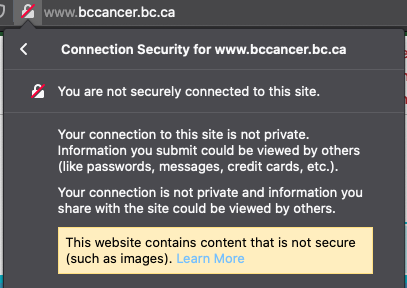 www.bccancer.bc.ca
Connection Security for www.bccancer.bc.ca
You are not securely connected to this site.
Your connection to this site is not private.
Information you submit could be viewed by others
(like passwords, messages, credit cards, etc.).
Your connection is not private and information you
share with the site could be viewed by others.
This website contains content that is not secure
(such as images). Learn More